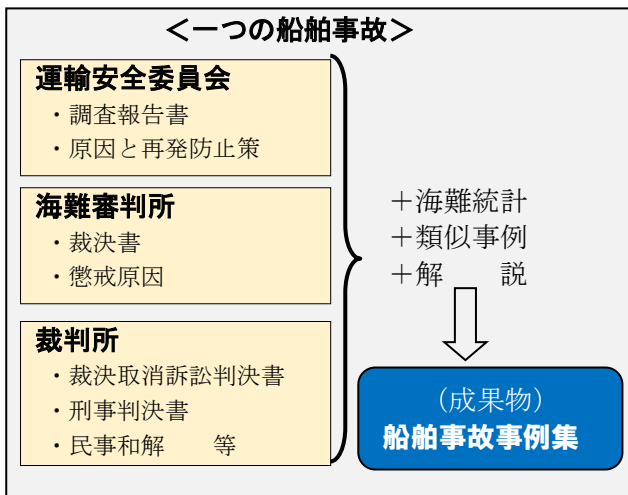 ＜一つの船舶事故＞
運輸安全委員会
・調査報告書
・原因と再発防止策
海難審判所
・裁決書
・懲戒原因
裁判所
・裁決取消訴訟判決書
・刑事判決書
・民事和解　　等
＋海難統計
＋類似事例
＋解　　説
（成果物）
船舶事故事例集